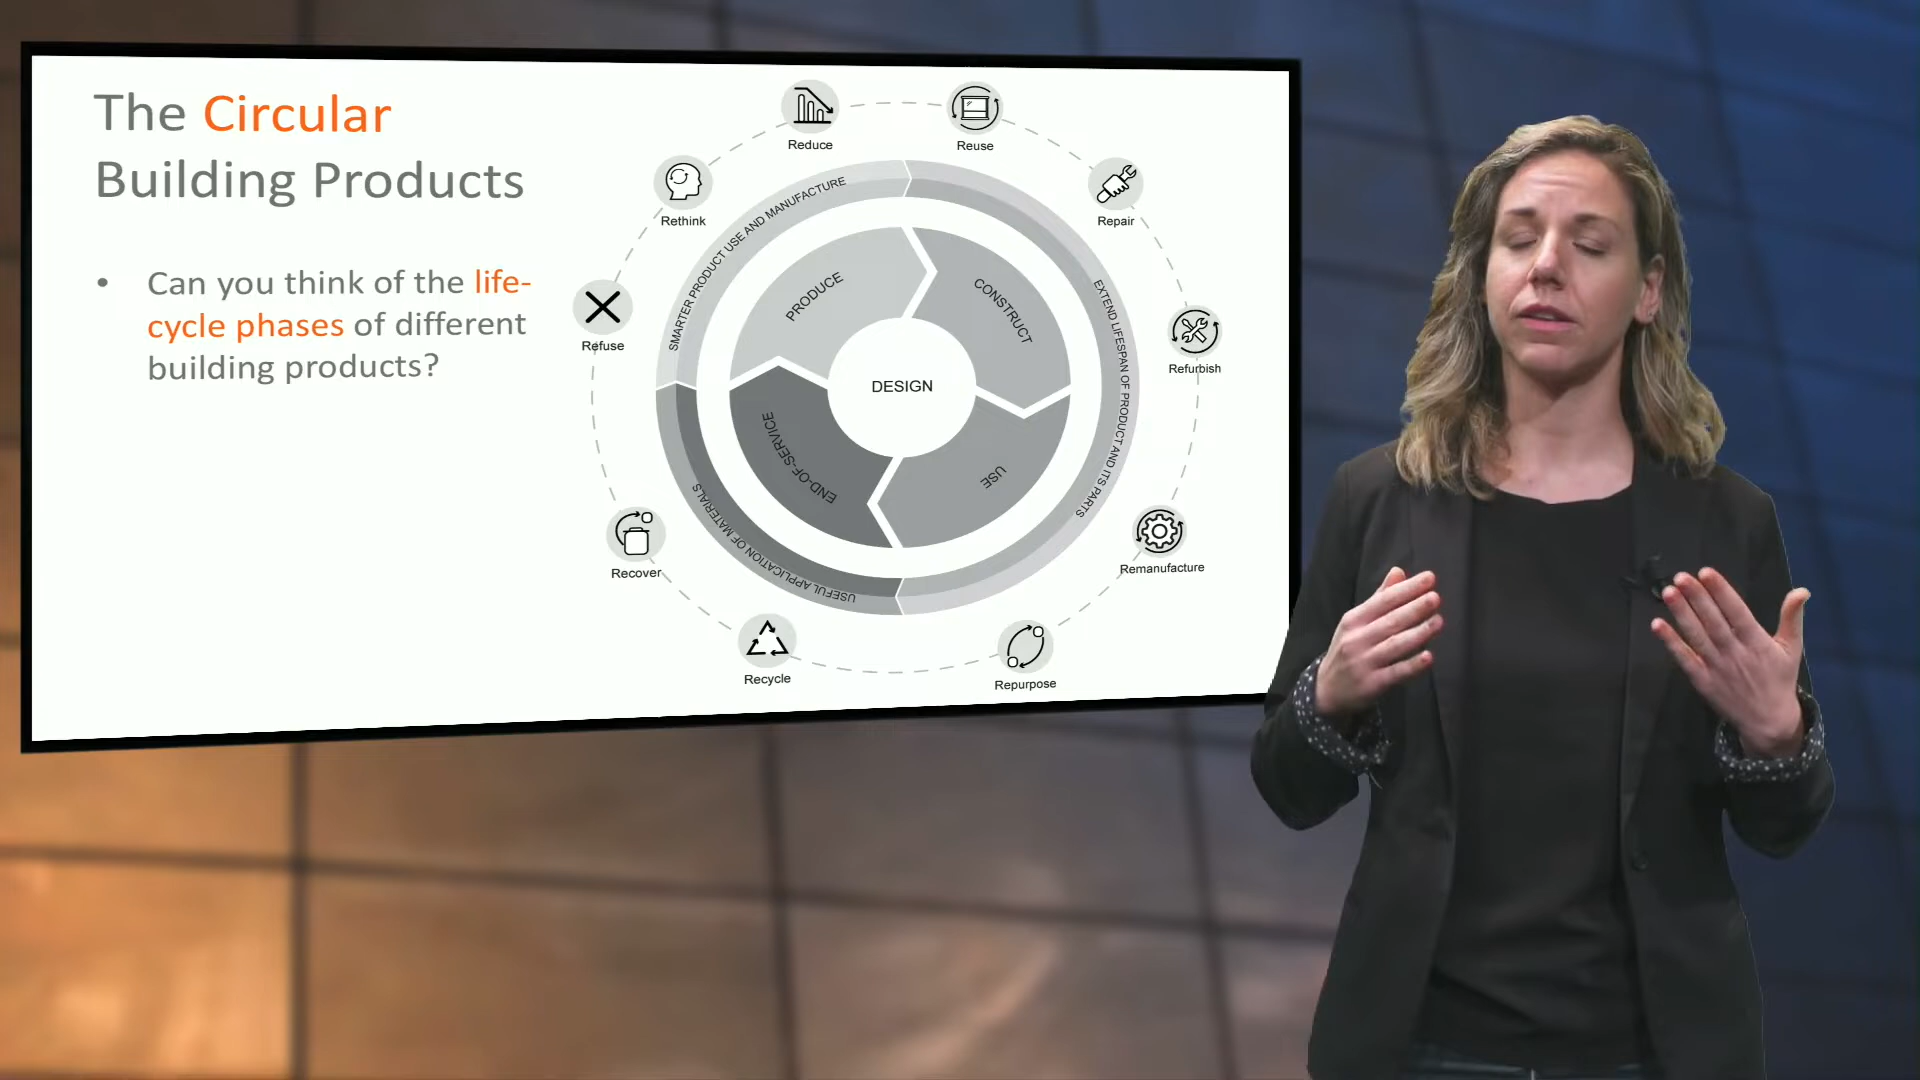 The Circular
Building Products
• Can you think of the life-
cycle phases of different
building products?
Reduce
Reuse
Rethink
Repair
Refuse
Refurbish
Recover
Remanufacture
Recycle
Repurpose
SMARTER PRODUCT USE AND MANUFACTURE
EXTEND LIFESPAN OF PRODUCT AND ITS PARTS
USEFUL APPLICATION OF MATERIALS
PRODUCE
CONSTRUCT
DESIGN
END-OF-SERVICE
USE